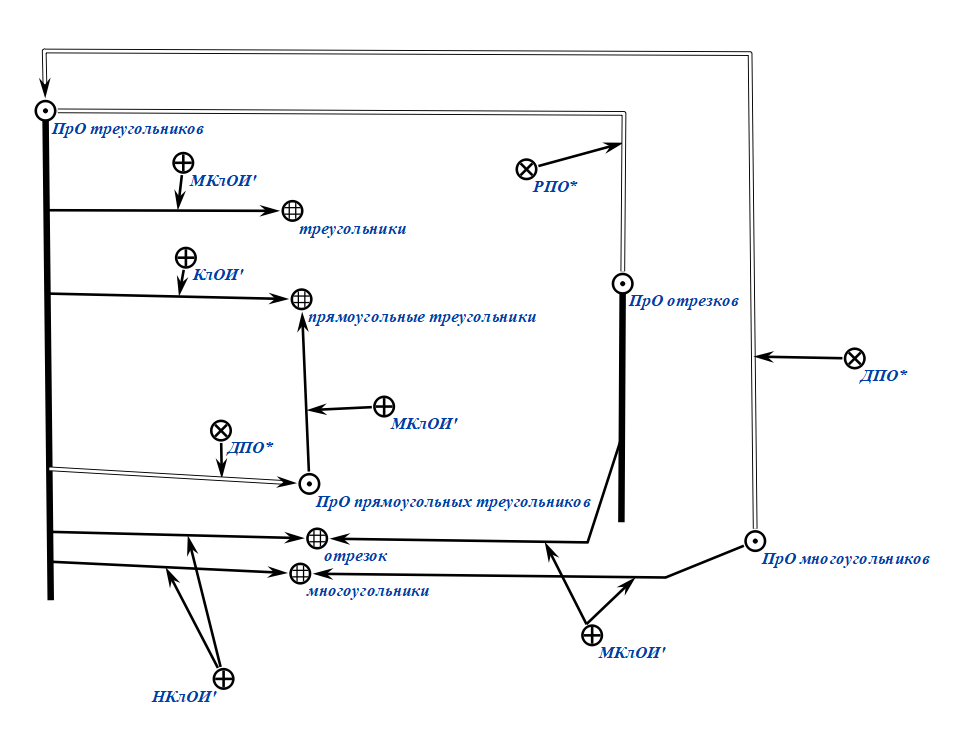 ПрО треугольников
МКлОИ'
РПО*
треугольники
КлОИ'
ПрО отрезков
прямоугольные треугольники
ДПО*
МКлОИ'
ДПО*
ПрО прямоугольных треугольников
отрезок
ПрО многоугольников
многоугольники
МКлОИ'
НКлОИ'